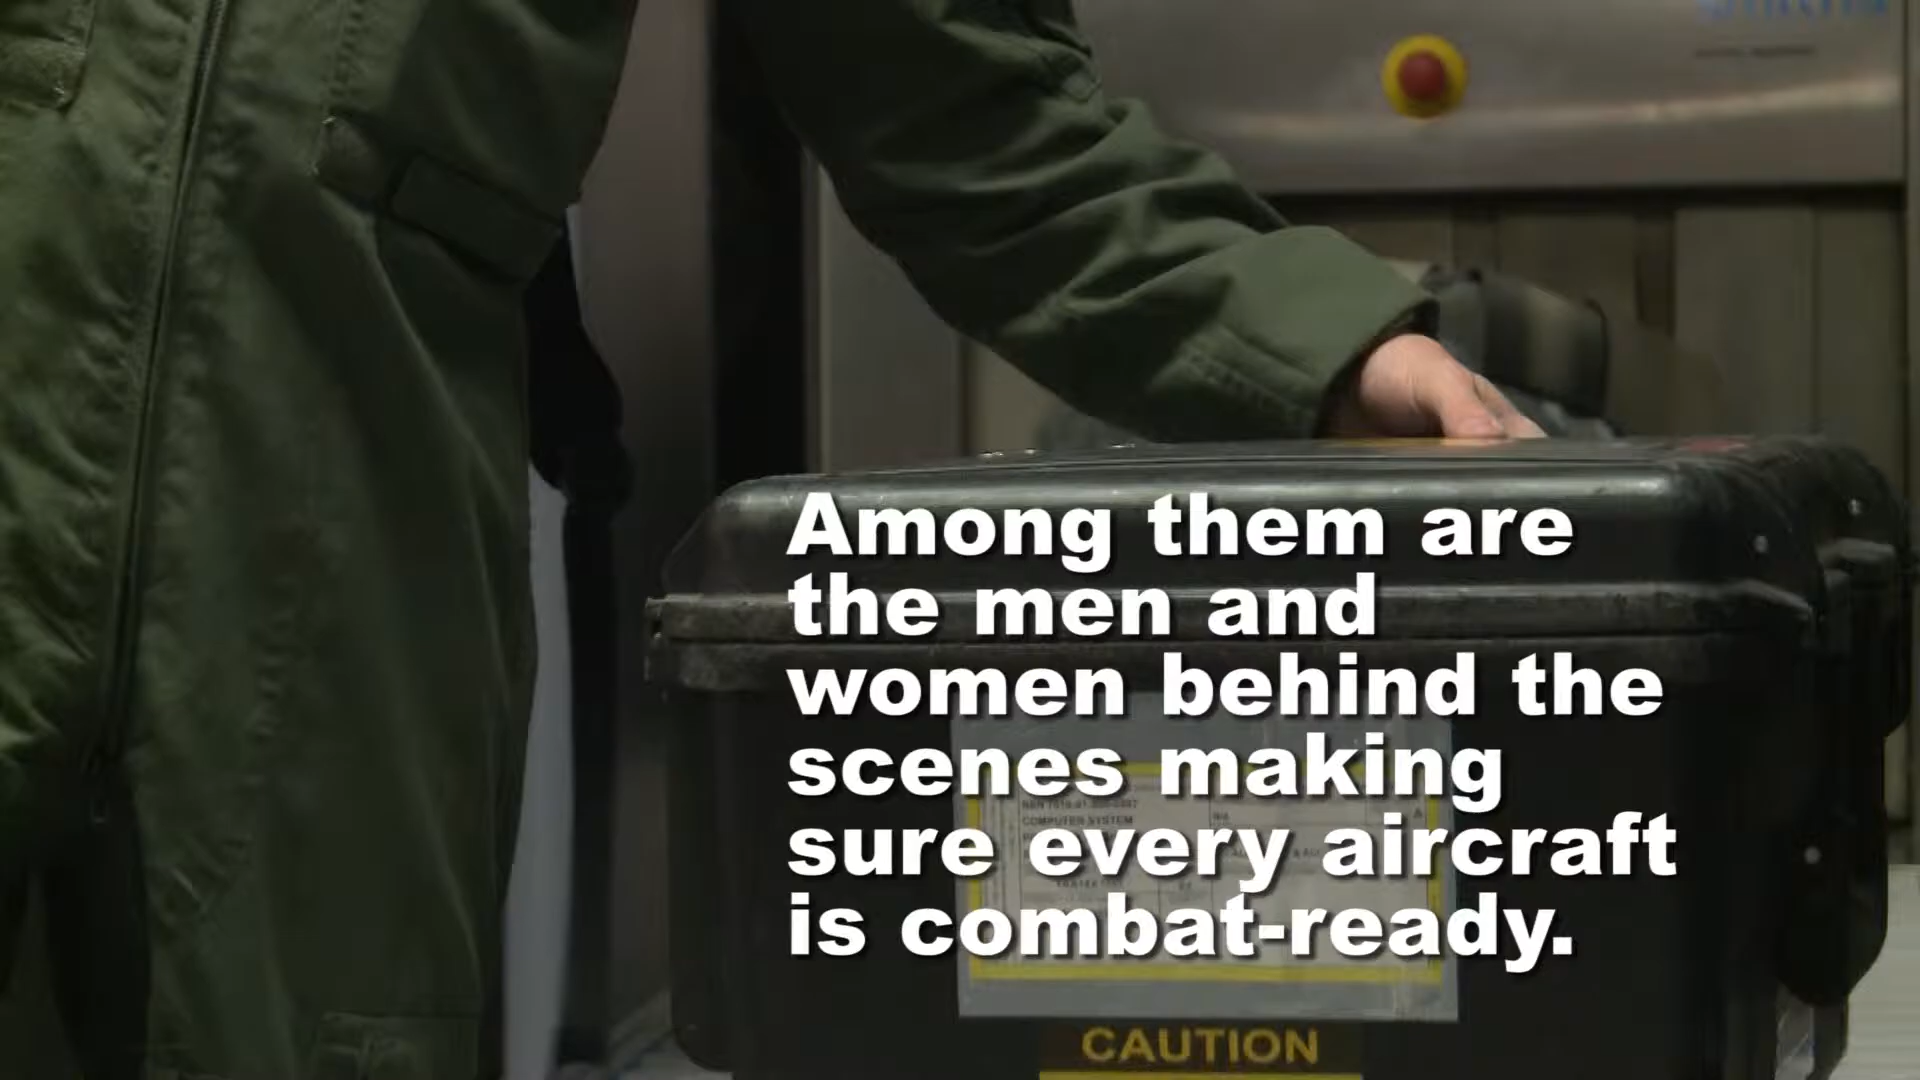 Among them are
the men and
women behind the
scenes making
sure every aircraft
is combat-ready.
COMPUTER SYSTEM
CAUTION